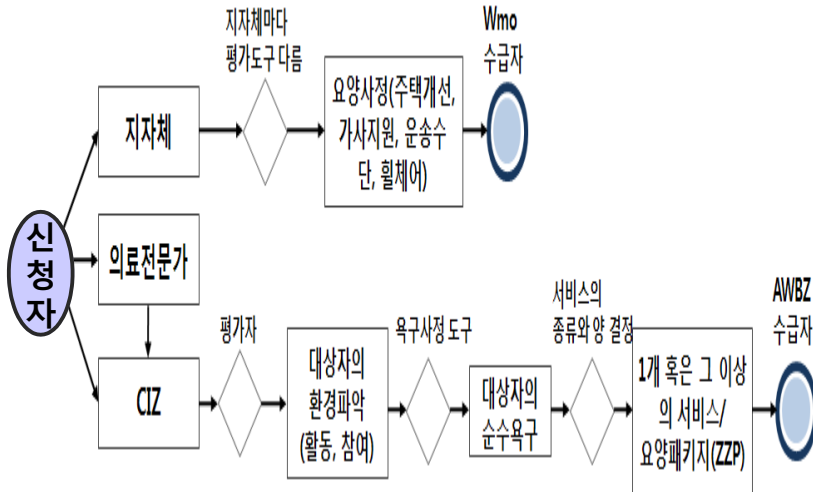 지자체마다
평가도구 다름
Wmo
수급자
지자체
요양사정(주택개선,
가사지원, 운송수
단, 휠체어)
신
청
자
의료전문가
평가자
CIZ
대상자의
환경파악
(활동, 참여)
욕구사정 도구
대상자의
순수욕구
서비스의
종류와 양 결정
1개 혹은 그 이상
의 서비스/
요양패키지(ZZP)
AWBZ
수급자